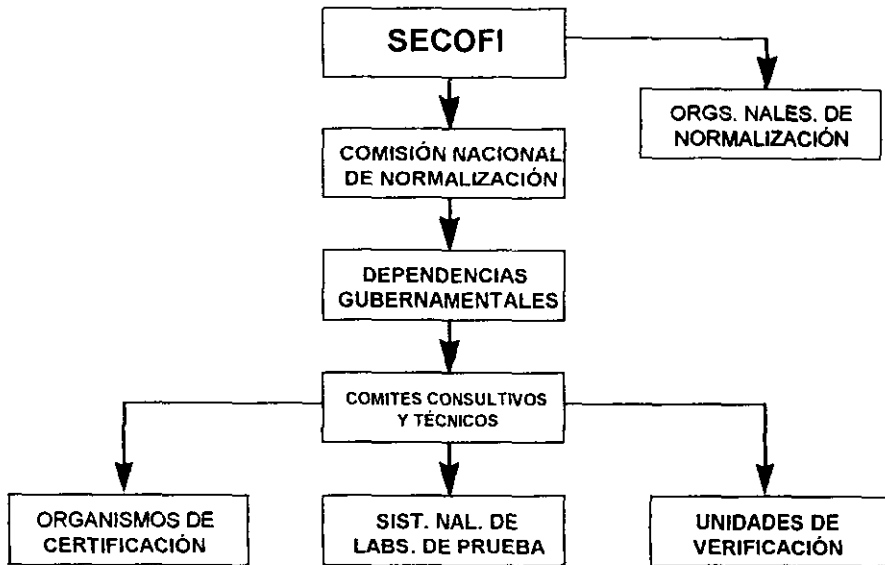 SECOFI
ORGS. NALES. DE
NORMALIZACIÓN
COMISIÓN NACIONAL
DE NORMALIZACIÓN
DEPENDENCIAS
GUBERNAMENTALES
COMITES CONSULTIVOS
Y TÉCNICOS
ORGANISMOS DE
CERTIFICACIÓN
SIST. NAL. DE
LABS. DE PRUEBA
UNIDADES DE
VERIFICACIÓN